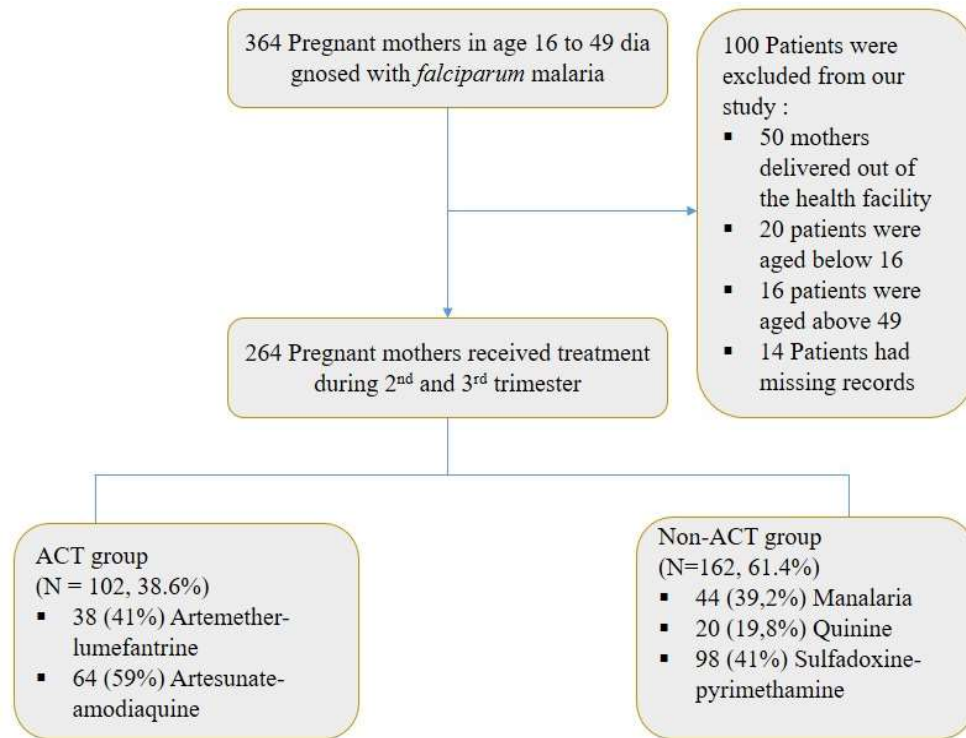 364 Pregnant mothers in age 16 to 49 dia
gnosed with falciparum malaria
100 Patients were
excluded from our
study :
▪ 50 mothers
delivered out of
the health facility
▪ 20 patients were
aged below 16
▪ 16 patients were
aged above 49
▪ 14 Patients had
missing records
264 Pregnant mothers received treatment
during 2nd and 3rd trimester
ACT group
(N = 102, 38.6%)
▪ 38 (41%) Artemether-
lumefantrine
▪ 64 (59%) Artesunate-
amodiaquine
Non-ACT group
(N=162, 61.4%)
▪ 44 (39,2%) Manalaria
▪ 20 (19,8%) Quinine
▪ 98 (41%) Sulfadoxine-
pyrimethamine